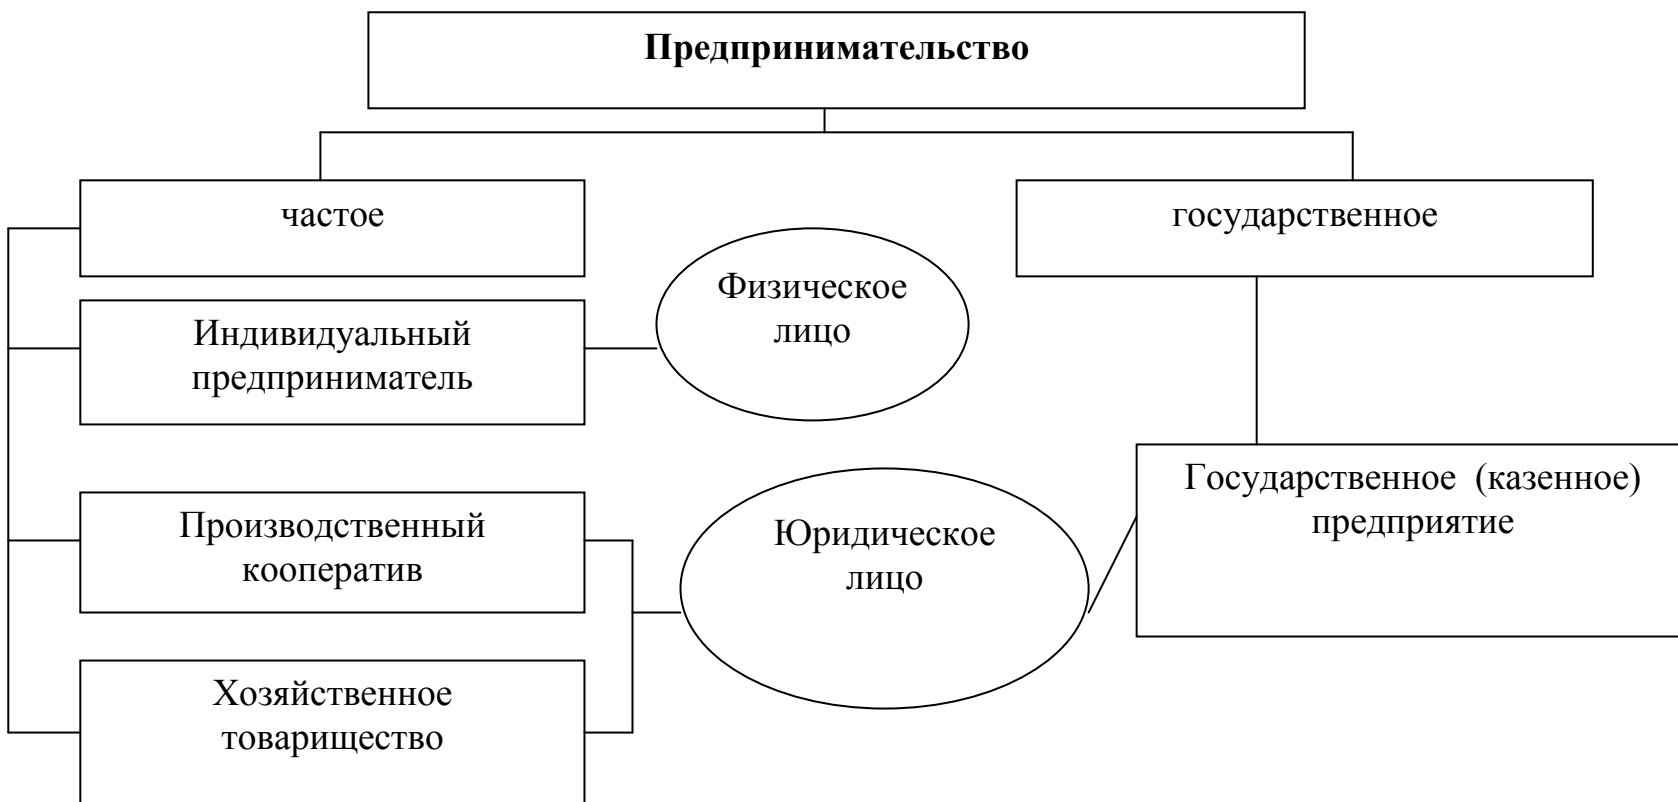 Предпринимательство
частое
государственное
Физическое
лицо
Индивидуальный
предприниматель
Государственное (казенное)
предприятие
Производственный
кооператив
Юридическое
лицо
Хозяйственное
товарищество